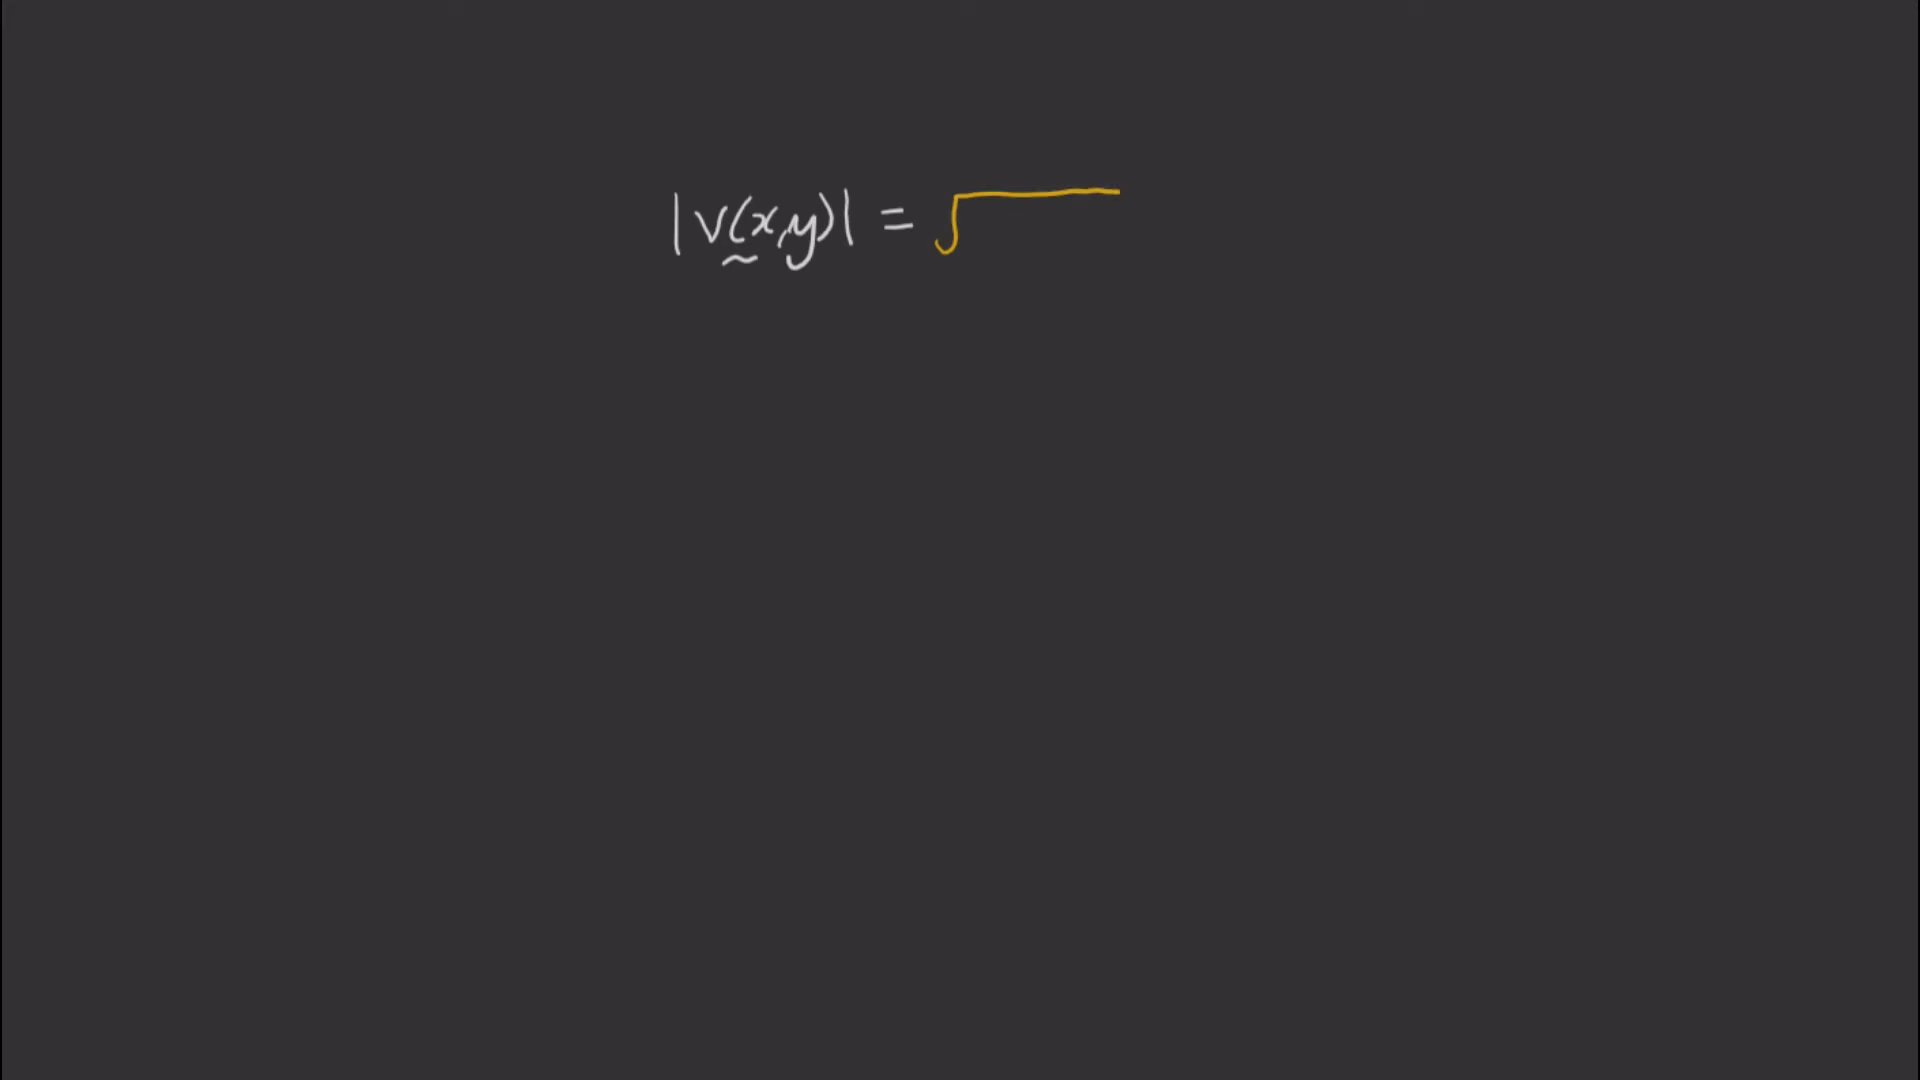 |v(x,y)| = √